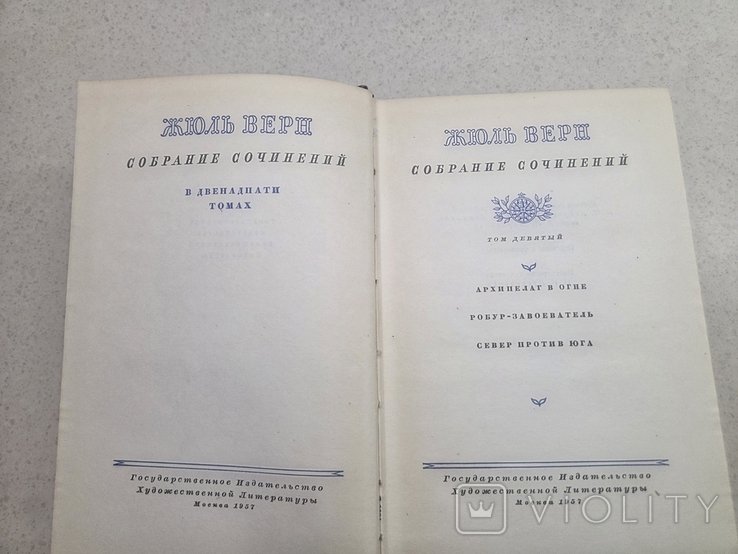 ЖЮЛЬ ВЕРН
СОБРАНИЕ СОЧИНЕНИЙ
В ДВЕНАДЦАТИ
ТОМАХ
Государственное Издательство
Художественной Литературы
Москва 1957
ЖЮЛЬ ВЕРН
СОБРАНИЕ СОЧИНЕНИЙ
ТОМ ДЕВЯТЫЙ
АРХИПЕЛАГ В ОГНЕ
РОБУР-ЗАВОЕВАТЕЛЬ
СЕВЕР ПРОТИВ ЮГА
Государственное Издательство
Художественной Литературы
Москва 1957
VIOLITY